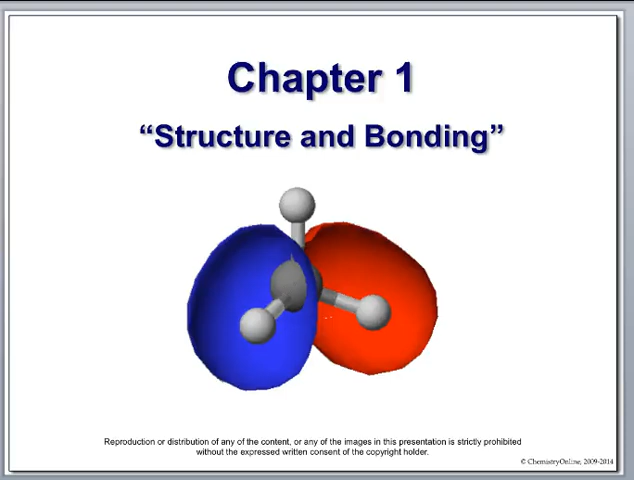 Chapter 1
“Structure and Bonding”
Reproduction or distribution of any of the content, or any of the images in this presentation is strictly prohibited
without the expressed written consent of the copyright holder.
© ChemistryOnline, 2009-2014